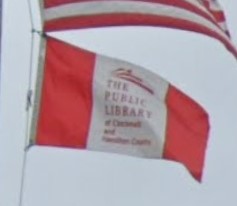 THE
PUBLIC
LIBRARY
of Cincinnati
and
Hamilton County